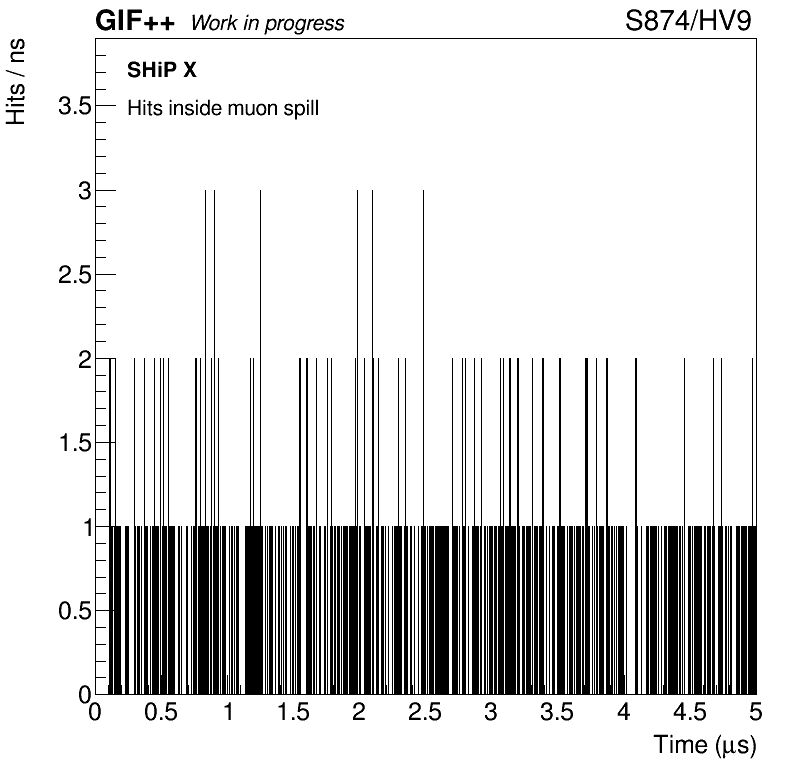 GIF++ Work in progress S874/HV9
Hits / ns
SHiP X
Hits inside muon spill
3.5
3
2.5
2
1.5
1
0.5
0
0 0.5 1 1.5 2 2.5 3 3.5 4 4.5 5
Time (μs)